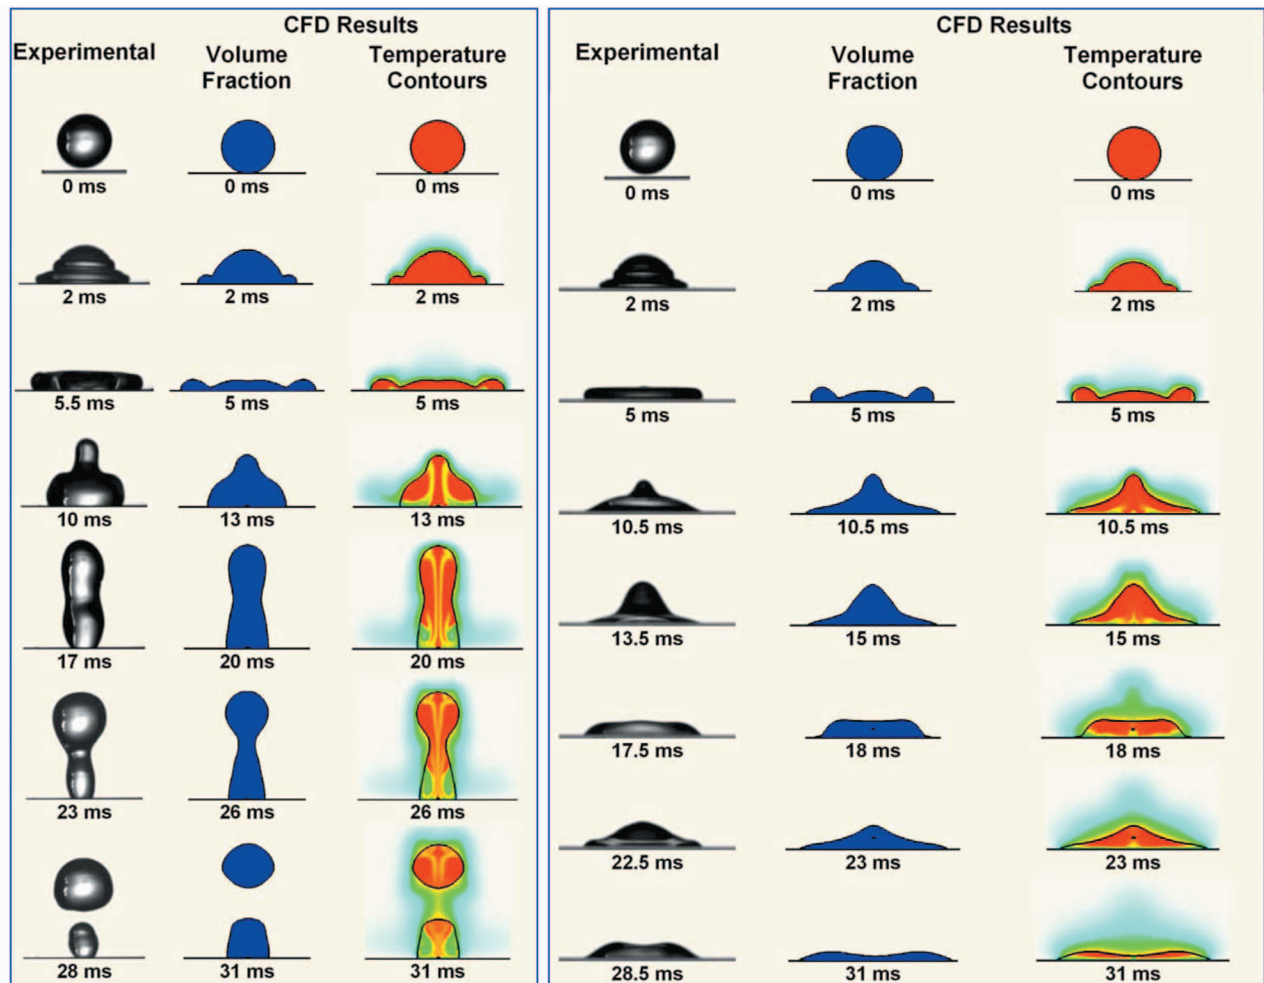 CFD Results
Experimental Volume Temperature
Fraction Contours
0 ms 0 ms 0 ms
2 ms 2 ms 2 ms
5.5 ms 5 ms 5 ms
10 ms 13 ms 13 ms
17 ms 20 ms 20 ms
23 ms 26 ms 26 ms
28 ms 31 ms 31 ms
CFD Results
Experimental Volume Temperature
Fraction Contours
0 ms 0 ms 0 ms
2 ms 2 ms 2 ms
5 ms 5 ms 5 ms
10.5 ms 10.5 ms 10.5 ms
13.5 ms 15 ms 15 ms
17.5 ms 18 ms 18 ms
22.5 ms 23 ms 23 ms
28.5 ms 31 ms 31 ms